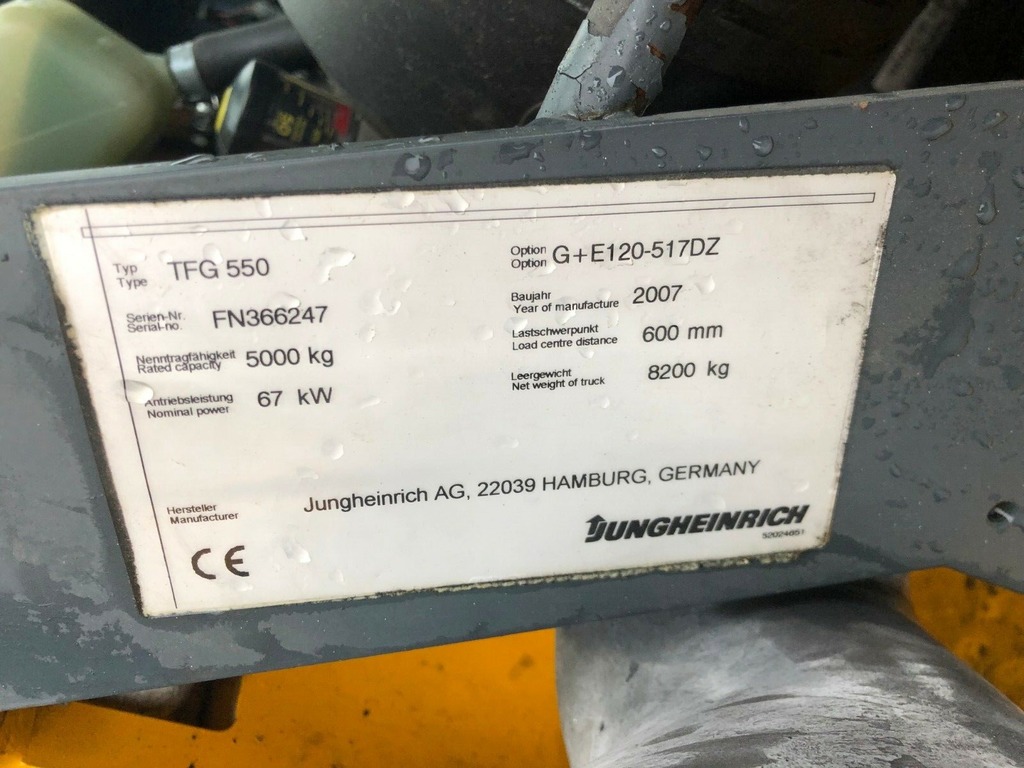 Typ
Type TFG 550
Serien-Nr.
Serial-no. FN366247
Nenntragfähigkeit
Rated capacity 5000 kg
Antriebsleistung
Nominal power 67 kW
Option
Option G+E120-517DZ
Baujahr
Year of manufacture 2007
Lastschwerpunkt
Load centre distance 600 mm
Leergewicht
Net weight of truck 8200 kg
Hersteller
Manufacturer
Jungheinrich AG, 22039 HAMBURG, GERMANY
CE
JUNGHEINRICH
52024651